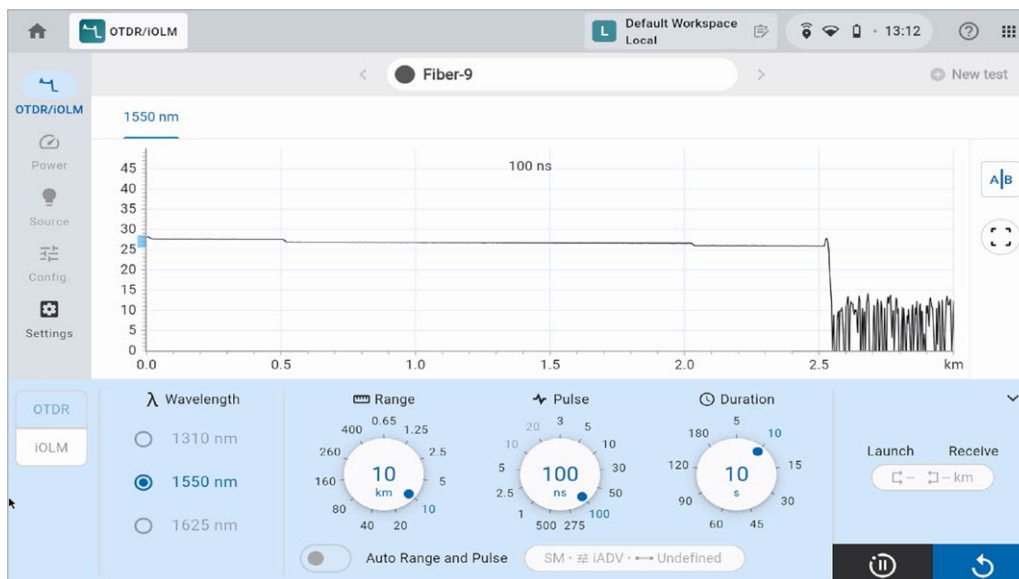 OTDR/iOLM
L
Default Workspace
Local
13:12
OTDR/iOLM
Power
Source
Config.
Settings
Fiber-9
New test
1550 nm
100 ns
45
40
35
30
25
20
15
10
5
0
0.0 0.5 1.0 1.5 2.0 2.5 km
A|B
OTDR
iOLM
λ Wavelength
1310 nm
1550 nm
1625 nm
Range
0.65
1.25
2.5
5
10
20
40
80
160
260
400
10
km
Pulse
3
5
10
30
50
100
275
500
1
2.5
5
10
20
100
ns
Duration
5
10
15
30
45
60
90
120
180
10
s
Auto Range and Pulse
SM · iADV · Undefined
Launch Receive
-- -- km